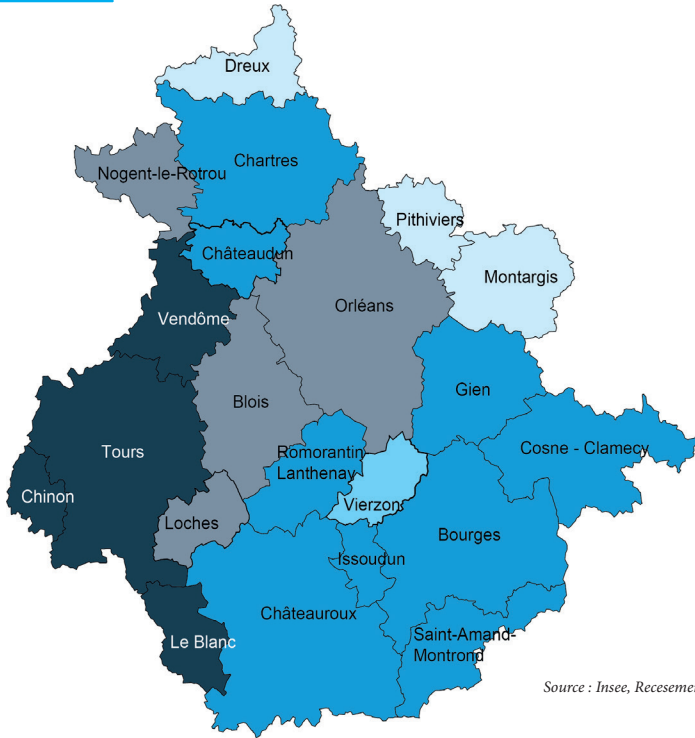 Dreux
Chartres
Nogent-le-Rotrou
Pithiviers
Châteaudun
Montargis
Orléans
Vendôme
Gien
Blois
Cosne - Clamecy
Tours
Romorantin
Lanthenay
Chinon
Vierzon
Loches
Bourges
Issoudun
Châteauroux
Le Blanc
Saint-Amand-
Montrond
Source : Insee, Receseme